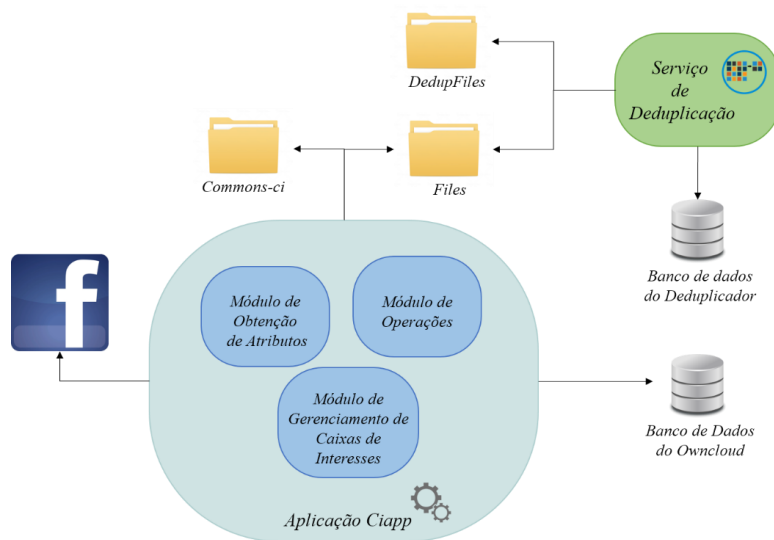 DedupFiles
Serviço
de
Deduplicação
Commons-ci
Files
Banco de dados
do Deduplicador
f
Módulo de
Obtenção
de Atributos
Módulo de
Operações
Módulo de
Gerenciamento de
Caixas de
Interesses
Banco de Dados
do Owncloud
Aplicação Ciapp